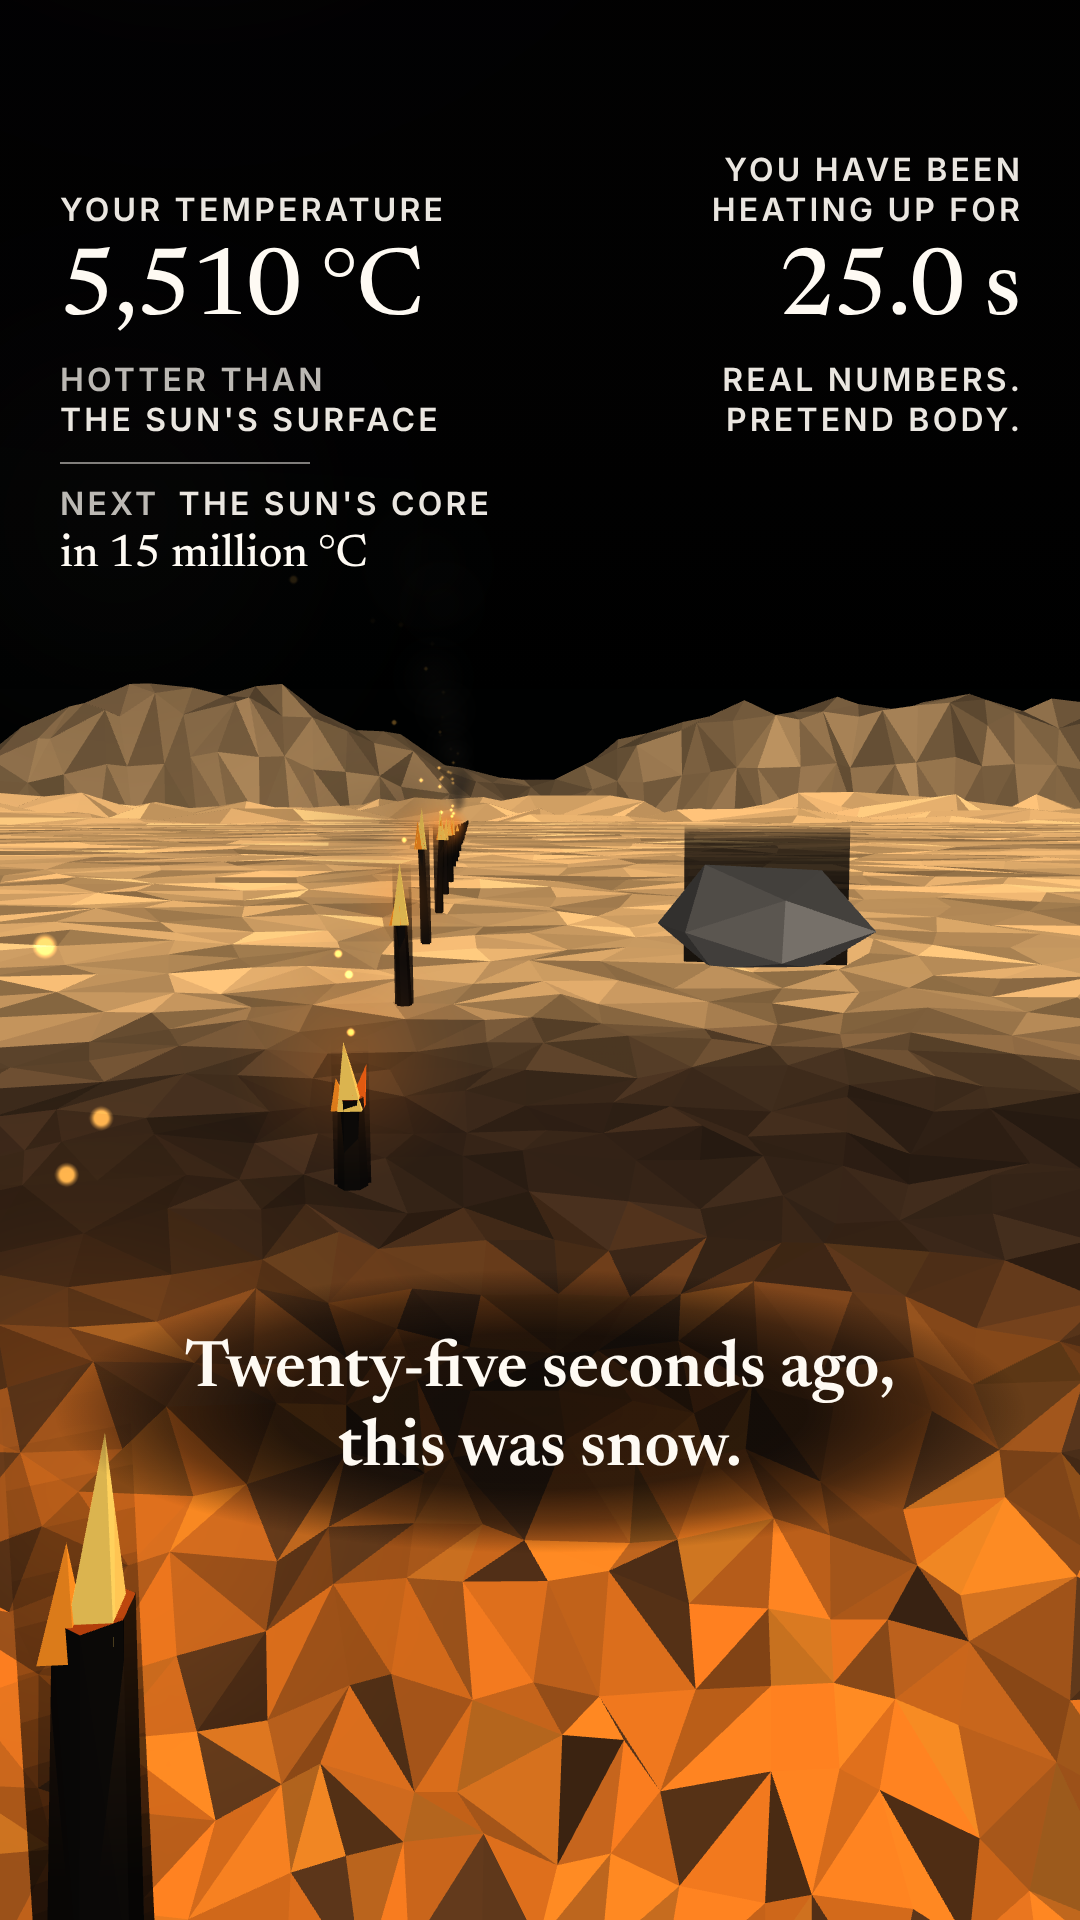 YOUR TEMPERATURE
5,510 °C
HOTTER THAN
THE SUN'S SURFACE
NEXT THE SUN'S CORE
in 15 million °C
YOU HAVE BEEN
HEATING UP FOR
25.0 s
REAL NUMBERS.
PRETEND BODY.
Twenty-five seconds ago,
this was snow.